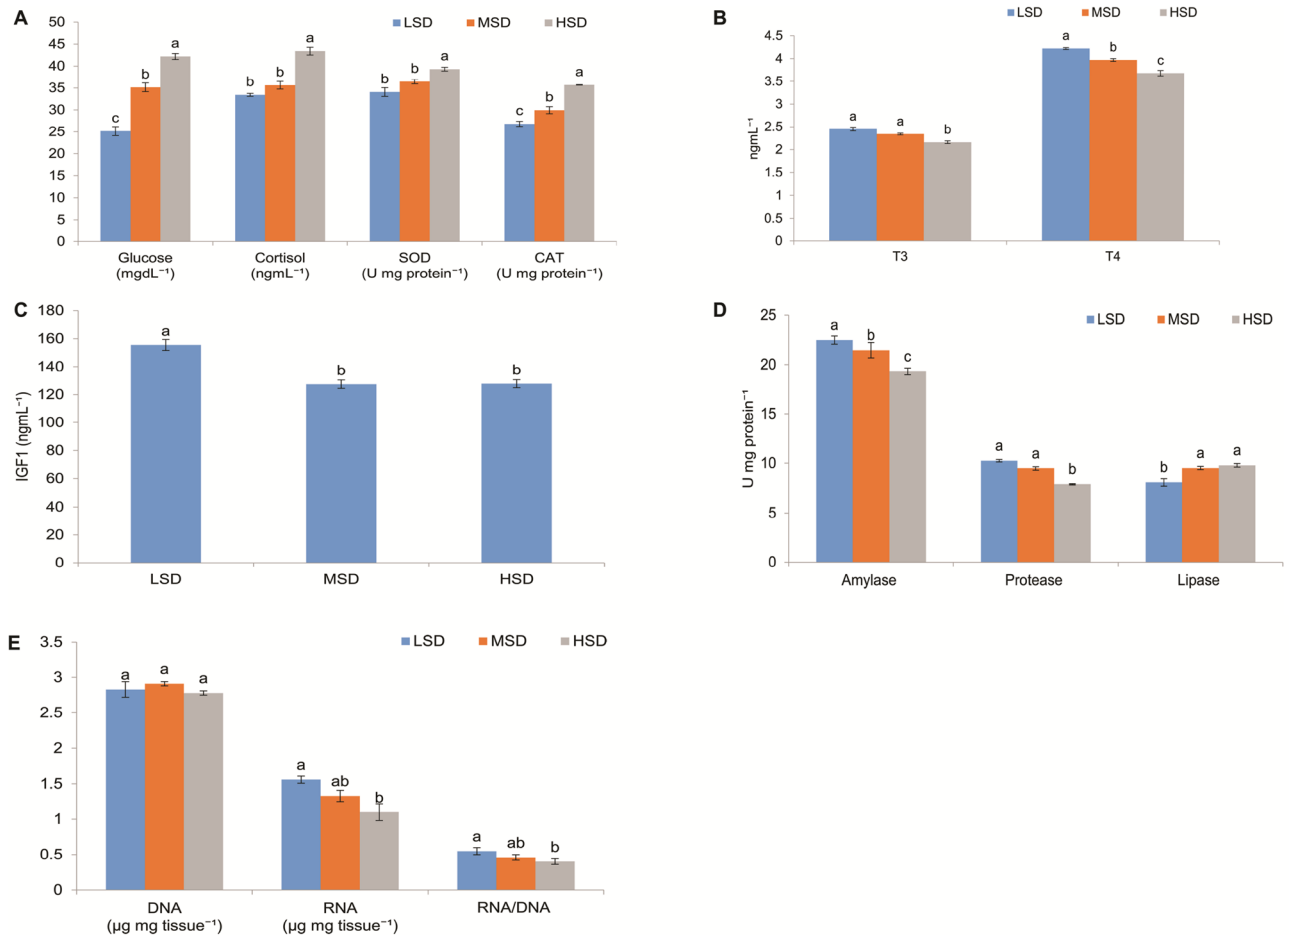 A
LSD MSD HSD
50
45
40
35
30
25
20
15
10
5
0
c b a
b b a
b b a
c b a
Glucose Cortisol SOD CAT
(mgdL⁻¹) (ngmL⁻¹) (U mg protein⁻¹) (U mg protein⁻¹)
B
LSD MSD HSD
ngmL⁻¹
4.5
4
3.5
3
2.5
2
1.5
1
0.5
0
a a b
a b c
T3 T4
C
IGF1 (ngmL⁻¹)
180
160
140
120
100
80
60
40
20
0
a b b
LSD MSD HSD
D
LSD MSD HSD
U mg protein⁻¹
25
20
15
10
5
0
a b c
a a b
b a a
Amylase Protease Lipase
E
LSD MSD HSD
3.5
3
2.5
2
1.5
1
0.5
0
a a a
a ab b
a ab b
DNA RNA RNA/DNA
(µg mg tissue⁻¹) (µg mg tissue⁻¹)